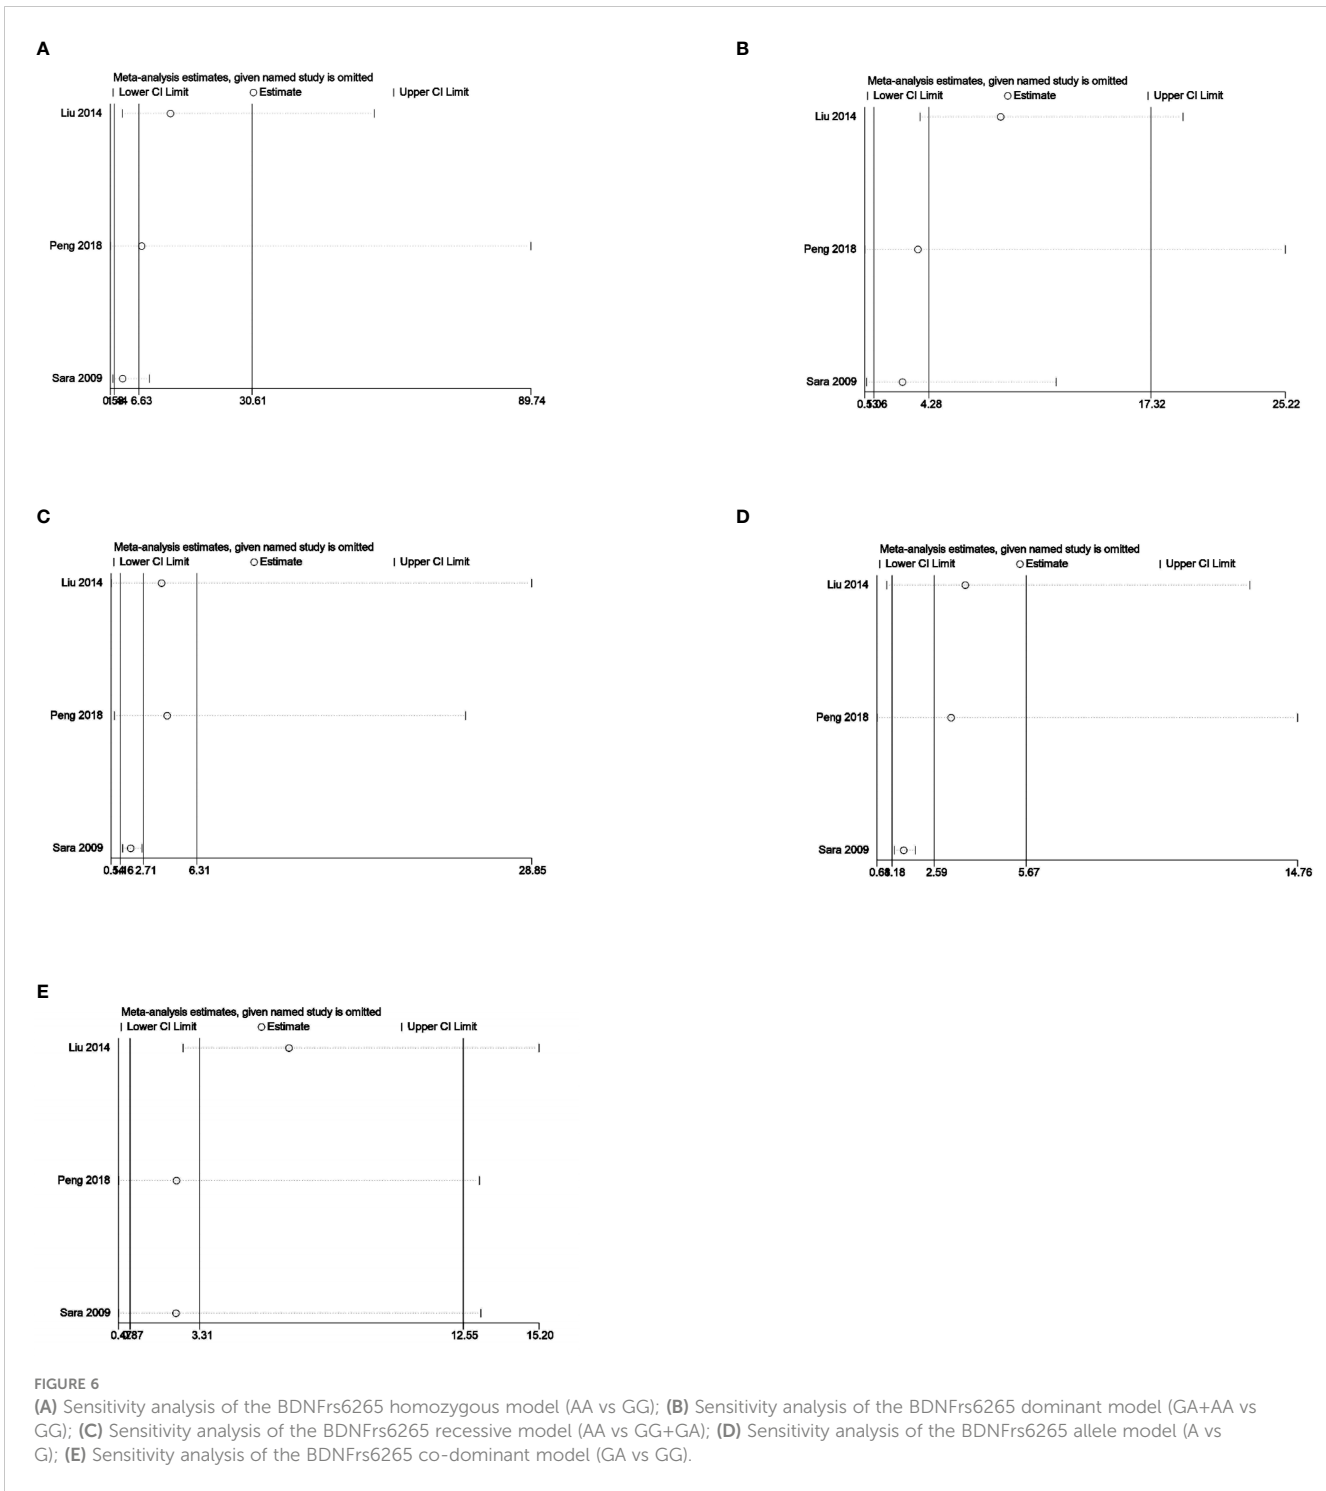 A
Meta-analysis estimates, given named study is omitted
| Lower CI Limit ○ Estimate | Upper CI Limit
Liu 2014
Peng 2018
Sara 2009
6.63 30.61 89.74
B
Meta-analysis estimates, given named study is omitted
| Lower CI Limit ○ Estimate | Upper CI Limit
Liu 2014
Peng 2018
Sara 2009
4.28 17.32 25.22
C
Meta-analysis estimates, given named study is omitted
| Lower CI Limit ○ Estimate | Upper CI Limit
Liu 2014
Peng 2018
Sara 2009
2.71 6.31 28.85
D
Meta-analysis estimates, given named study is omitted
| Lower CI Limit ○ Estimate | Upper CI Limit
Liu 2014
Peng 2018
Sara 2009
2.59 5.67 14.76
E
Meta-analysis estimates, given named study is omitted
| Lower CI Limit ○ Estimate | Upper CI Limit
Liu 2014
Peng 2018
Sara 2009
3.31 12.55 15.20
FIGURE 6
(A) Sensitivity analysis of the BDNFrs6265 homozygous model (AA vs GG); (B) Sensitivity analysis of the BDNFrs6265 dominant model (GA+AA vs
GG); (C) Sensitivity analysis of the BDNFrs6265 recessive model (AA vs GG+GA); (D) Sensitivity analysis of the BDNFrs6265 allele model (A vs
G); (E) Sensitivity analysis of the BDNFrs6265 co-dominant model (GA vs GG).